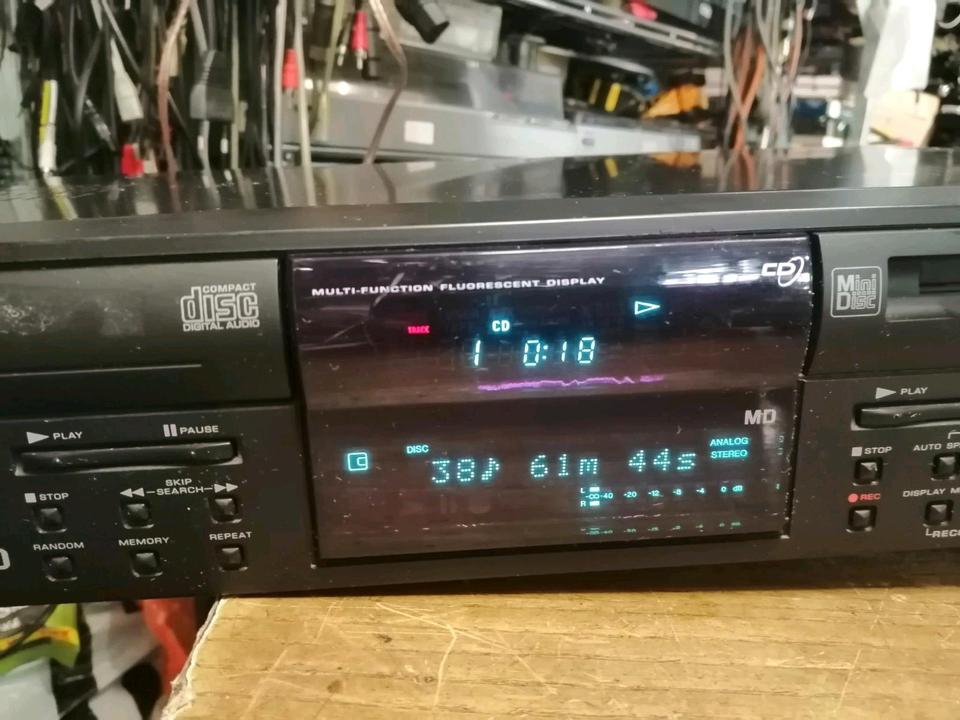 COMPACT
disc
DIGITAL AUDIO
MULTI-FUNCTION FLUORESCENT DISPLAY
CD
Mini
Disc
TRACK
CD
1 0:18
MD
DISC
38♪ 61m 44s
ANALOG
STEREO
L
-∞ -40 -20 -12 -8 -4 0 dB
R
PLAY
PAUSE
STOP
SKIP
SEARCH
RANDOM
MEMORY
REPEAT
PLAY
STOP
AUTO
REC
DISPLAY